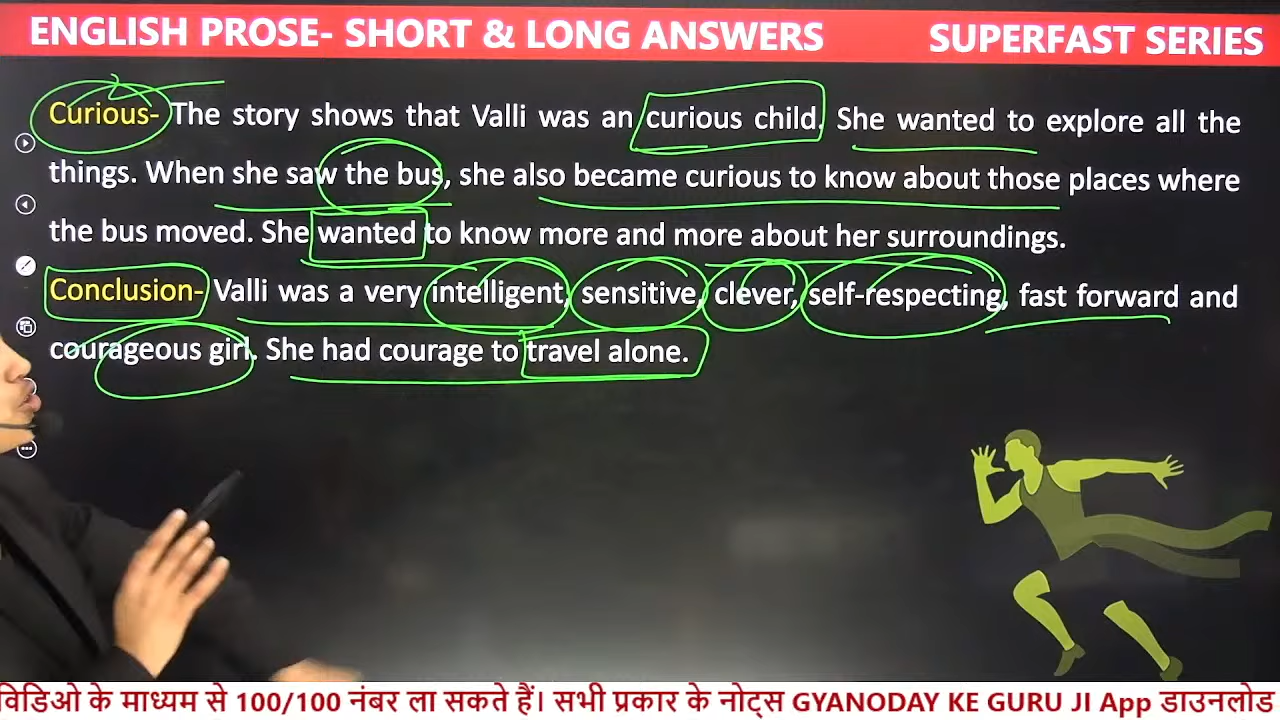 ENGLISH PROSE- SHORT & LONG ANSWERS SUPERFAST SERIES
Curious- The story shows that Valli was an curious child. She wanted to explore all the
things. When she saw the bus, she also became curious to know about those places where
the bus moved. She wanted to know more and more about her surroundings.
Conclusion- Valli was a very intelligent, sensitive, clever, self-respecting, fast forward and
courageous girl. She had courage to travel alone.
विडिओ के माध्यम से 100/100 नंबर ला सकते हैं। सभी प्रकार के नोट्स GYANODAY KE GURU JI App डाउनलोड